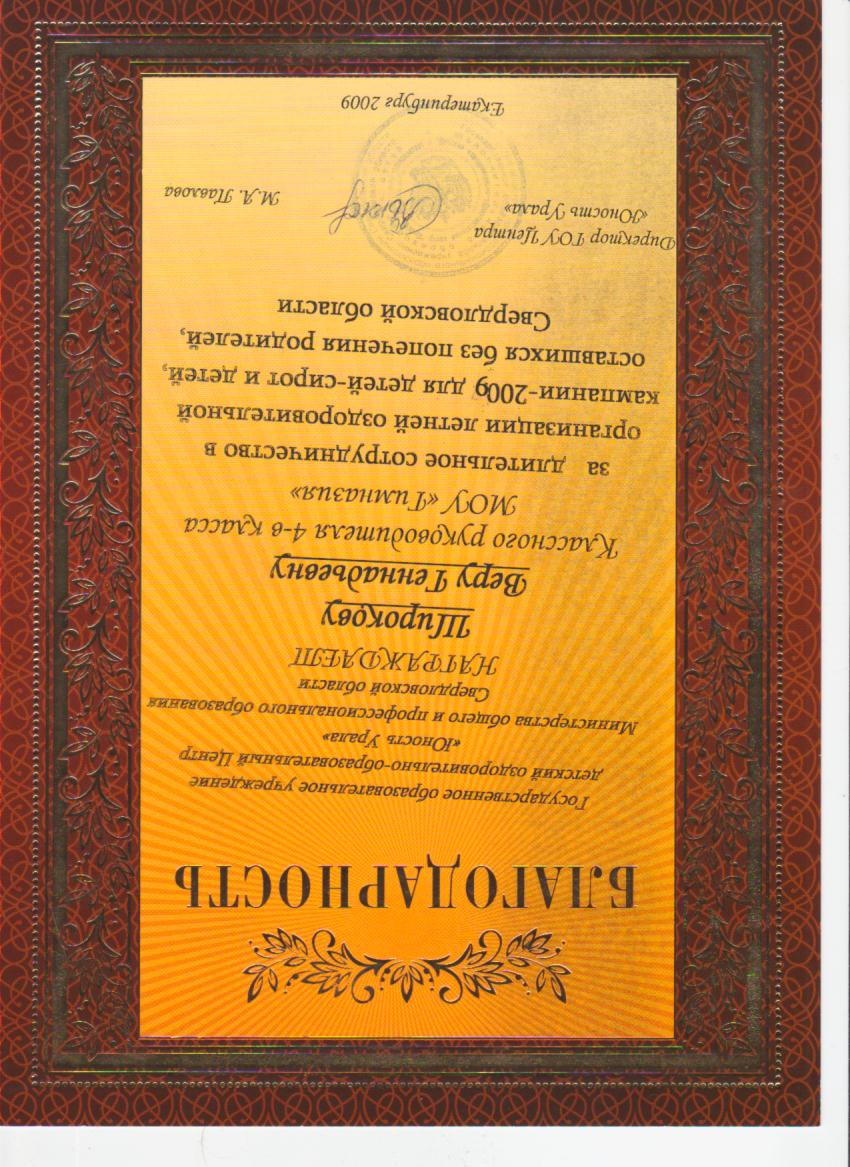 БЛАГОДАРНОСТЬ
Государственное образовательное учреждение
детский оздоровительно-образовательный Центр
«Юность Урала»
Министерства общего и профессионального образования
Свердловской области
НАГРАЖДАЕТ
Широкову
Веру Геннадьевну
Классного руководителя 4-в класса
МОУ «Гимназия»
за длительное сотрудничество в
организации летней оздоровительной
кампании-2009 для детей-сирот и детей,
оставшихся без попечения родителей,
Свердловской области
Директор ГОУ Центра
«Юность Урала» М.А. Павлова
Екатеринбург 2009